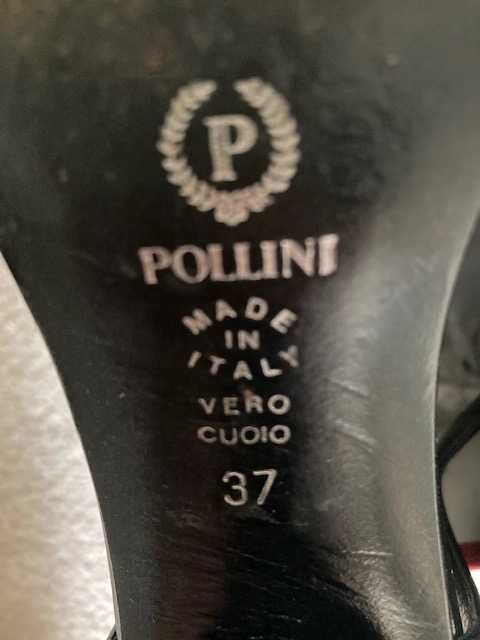 P
POLLINI
MADE
IN
ITALY
VERO
CUOIO
37